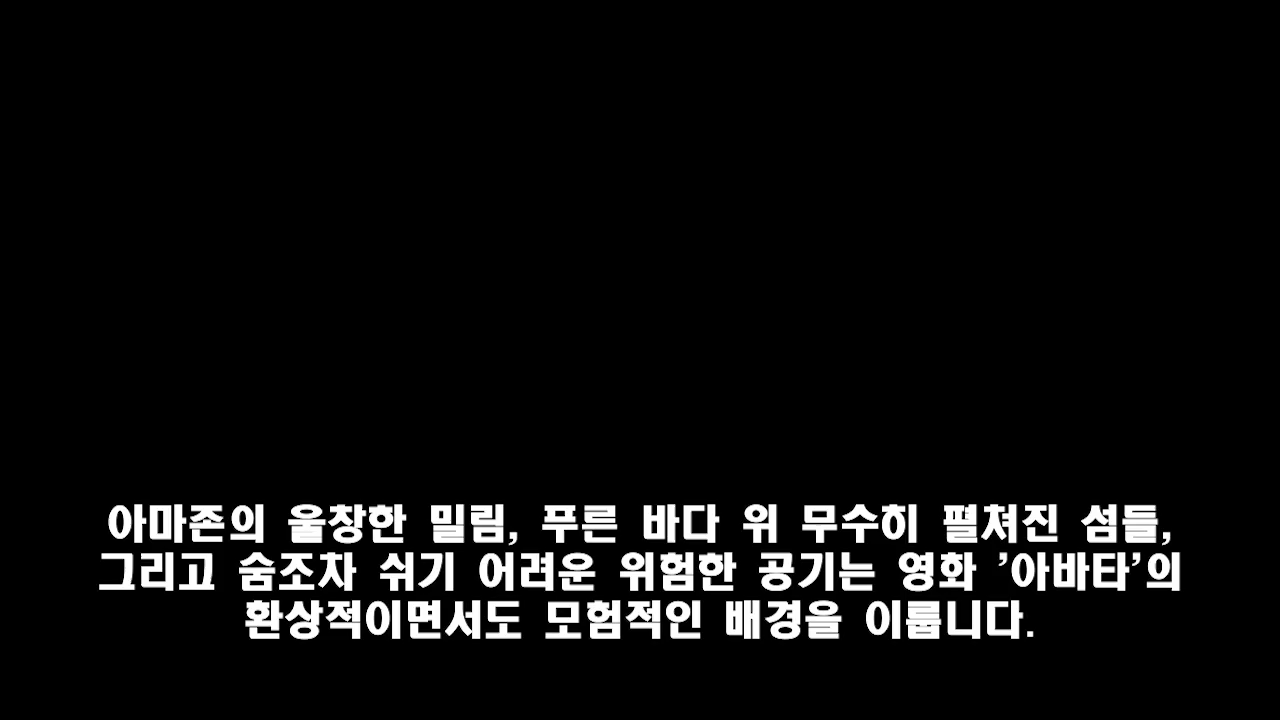 아마존의 울창한 밀림, 푸른 바다 위 무수히 펼쳐진 섬들,
그리고 숨조차 쉬기 어려운 위험한 공기는 영화 '아바타'의
환상적이면서도 모험적인 배경을 이룹니다.